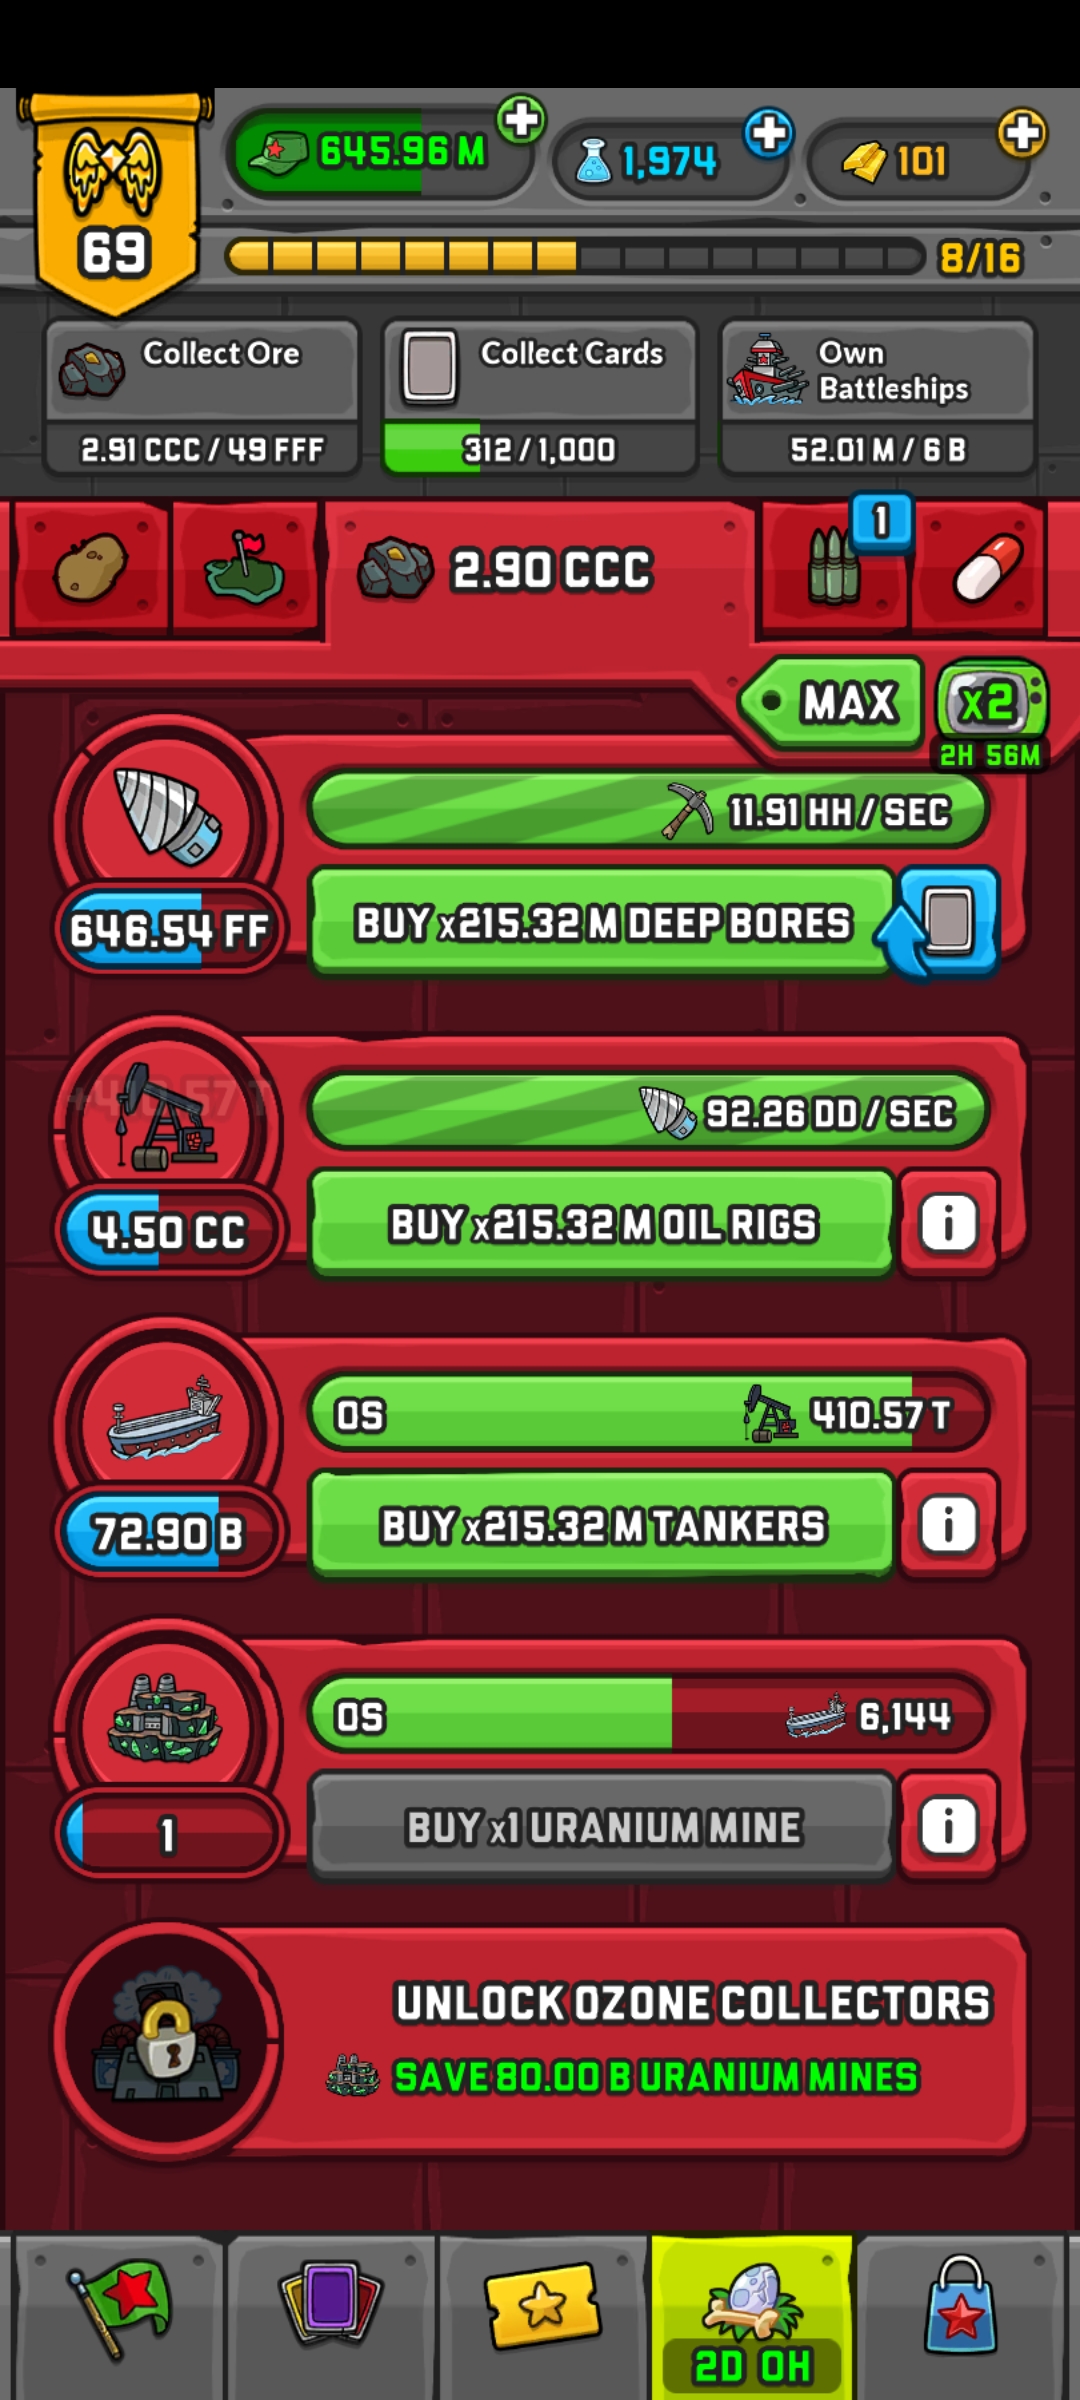 645.96 M
1,974
101
69
8/16
Collect Ore
2.91 CCC / 49 FFF
Collect Cards
312 / 1,000
Own
Battleships
52.01 M / 6 B
2.90 CCC
1
MAX
x2
2H 56M
11.91 HH / SEC
646.54 FF
BUY x215.32 M DEEP BORES
+410.57 T
92.26 DD / SEC
4.50 CC
BUY x215.32 M OIL RIGS
i
0S
410.57 T
72.90 B
BUY x215.32 M TANKERS
i
0S
6,144
1
BUY x1 URANIUM MINE
i
UNLOCK OZONE COLLECTORS
SAVE 80.00 B URANIUM MINES
2D 0H